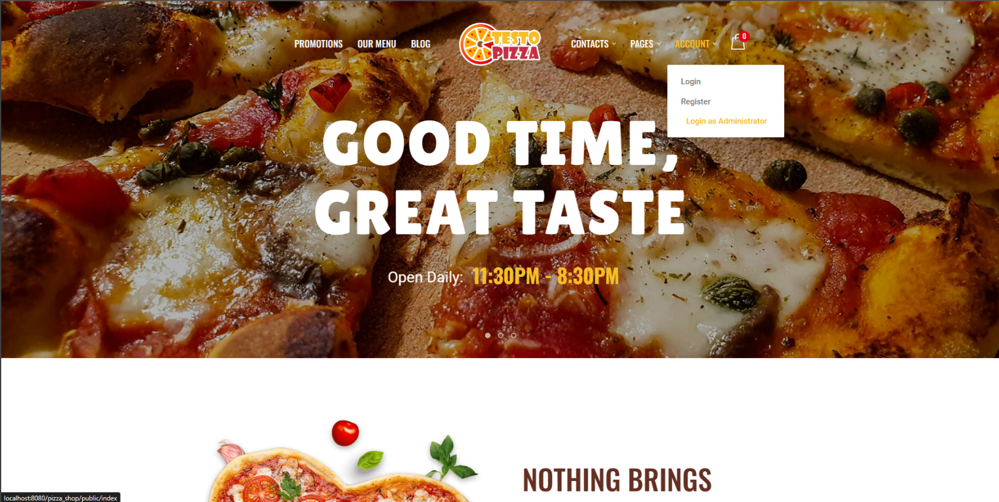 PROMOTIONS OUR MENU BLOG TESTO PIZZA CONTACTS PAGES ACCOUNT 0
Login
Register
Login as Administrator
GOOD TIME,
GREAT TASTE
Open Daily: 11:30PM - 8:30PM
NOTHING BRINGS
localhost:8080/pizza_shop/public/index